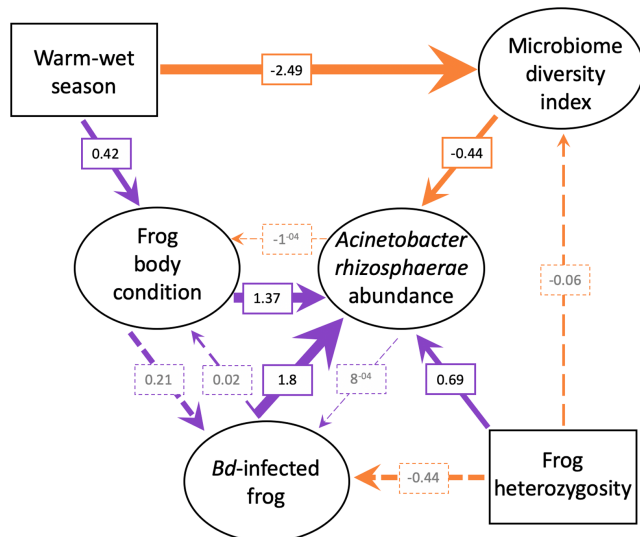 Warm-wet
season
-2.49
Microbiome
diversity
index
0.42
-0.44
Frog
body
condition
-1⁻⁰⁴
Acinetobacter
rhizosphaerae
abundance
-0.06
1.37
0.21
0.02
1.8
8⁻⁰⁴
0.69
Bd-infected
frog
-0.44
Frog
heterozygosity